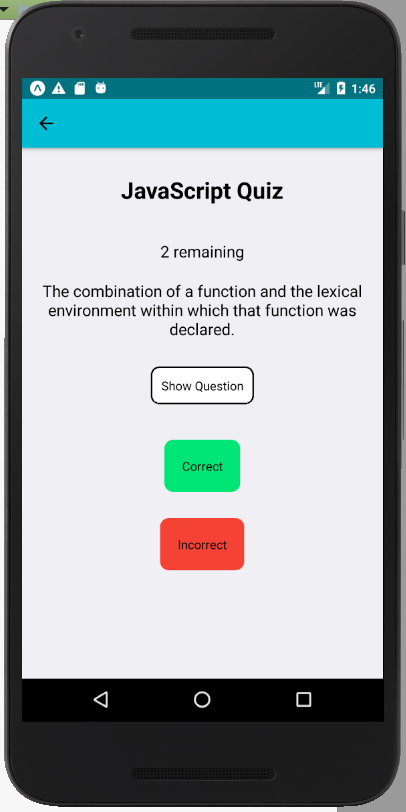 LTE 1:46
JavaScript Quiz
2 remaining
The combination of a function and the lexical
environment within which that function was
declared.
Show Question
Correct
Incorrect